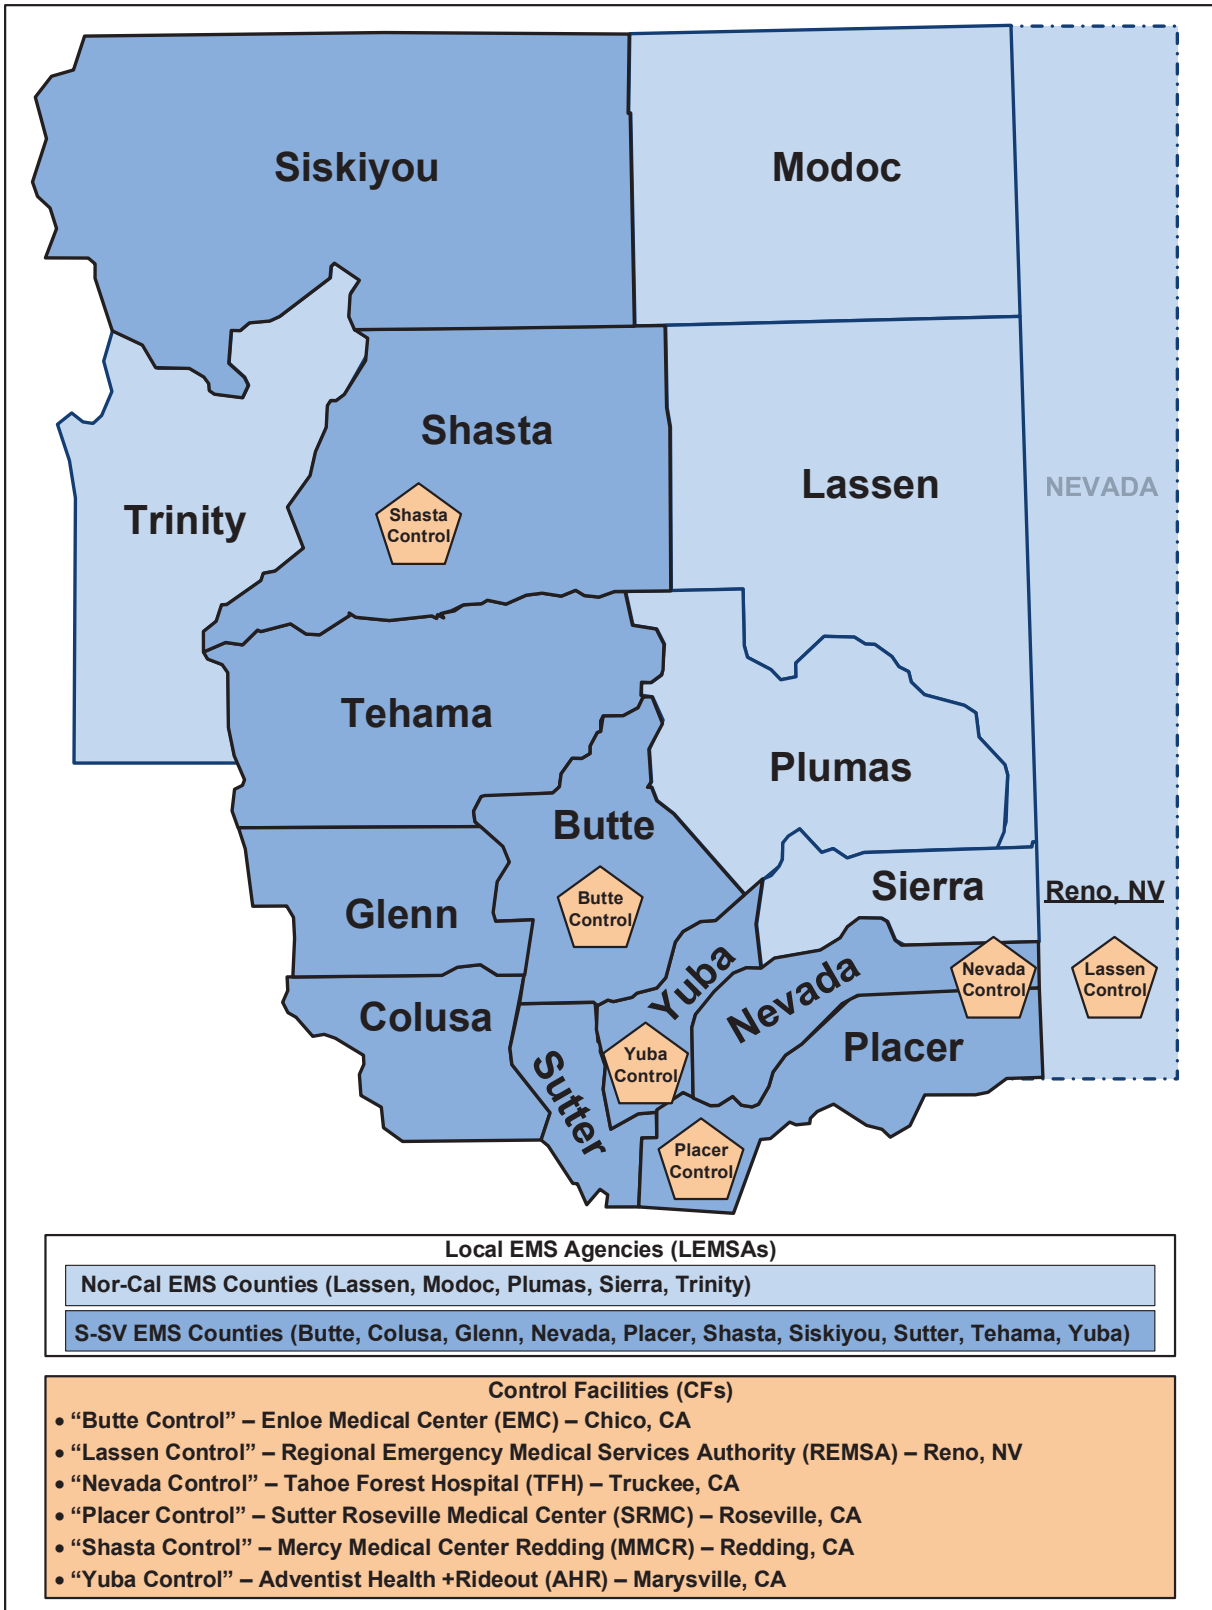 Siskiyou
Modoc
Shasta
Lassen
NEVADA
Trinity
Shasta
Control
Tehama
Plumas
Butte
Sierra
Reno, NV
Glenn
Butte
Control
Yuba
Nevada
Nevada
Control
Lassen
Control
Colusa
Placer
Sutter
Yuba
Control
Placer
Control
Local EMS Agencies (LEMSAs)
Nor-Cal EMS Counties (Lassen, Modoc, Plumas, Sierra, Trinity)
S-SV EMS Counties (Butte, Colusa, Glenn, Nevada, Placer, Shasta, Siskiyou, Sutter, Tehama, Yuba)
Control Facilities (CFs)
• “Butte Control” – Enloe Medical Center (EMC) – Chico, CA
• “Lassen Control” – Regional Emergency Medical Services Authority (REMSA) – Reno, NV
• “Nevada Control” – Tahoe Forest Hospital (TFH) – Truckee, CA
• “Placer Control” – Sutter Roseville Medical Center (SRMC) – Roseville, CA
• “Shasta Control” – Mercy Medical Center Redding (MMCR) – Redding, CA
• “Yuba Control” – Adventist Health +Rideout (AHR) – Marysville, CA